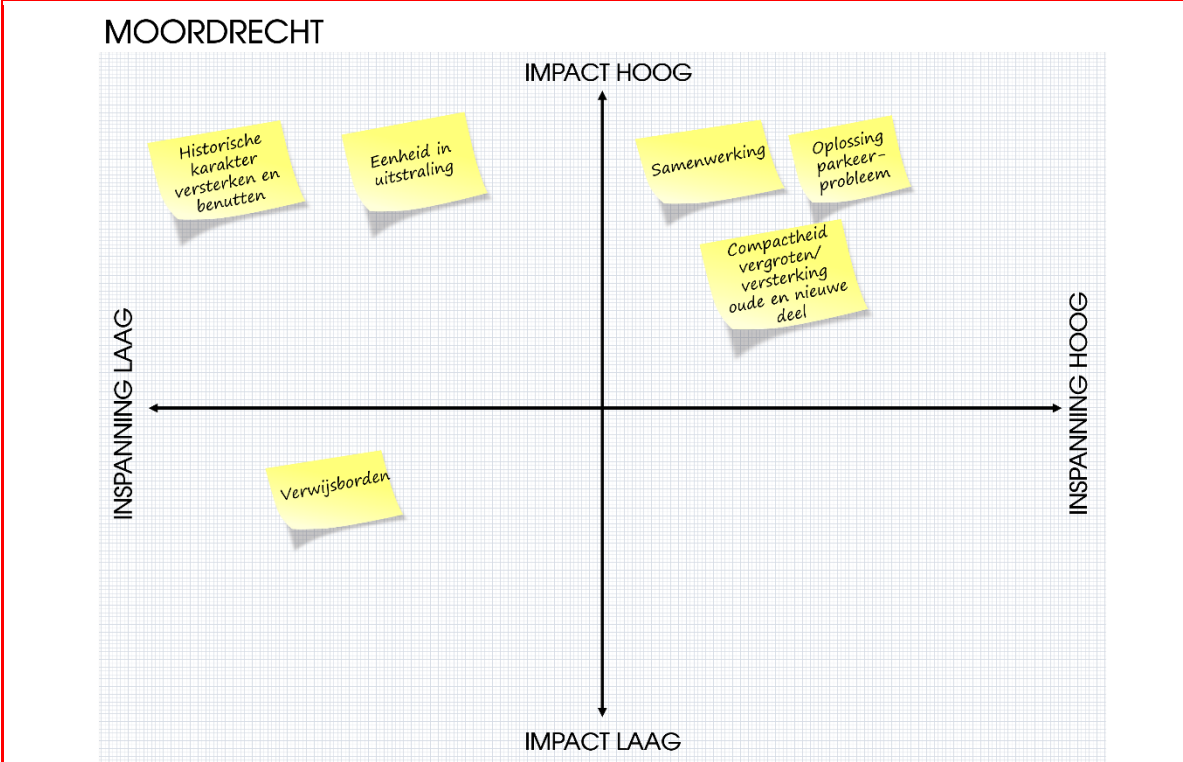 MOORDRECHT
IMPACT HOOG
Historische
karakter
versterken en
benutten
Eenheid in
uitstraling
Samenwerking
Oplossing
parkeer-
probleem
Compactheid
vergroten/
versterking
oude en nieuwe
deel
INSPANNING LAAG
INSPANNING HOOG
Verwijsborden
IMPACT LAAG